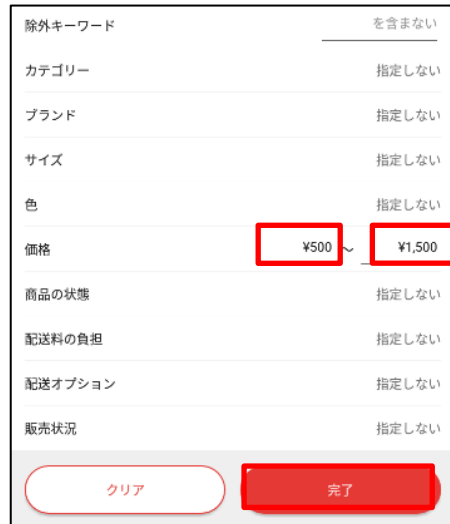 除外キーワード を含まない
カテゴリー 指定しない
ブランド 指定しない
サイズ 指定しない
色 指定しない
価格 ¥500 ～ ¥1,500
商品の状態 指定しない
配送料の負担 指定しない
配送オプション 指定しない
販売状況 指定しない
クリア 完了